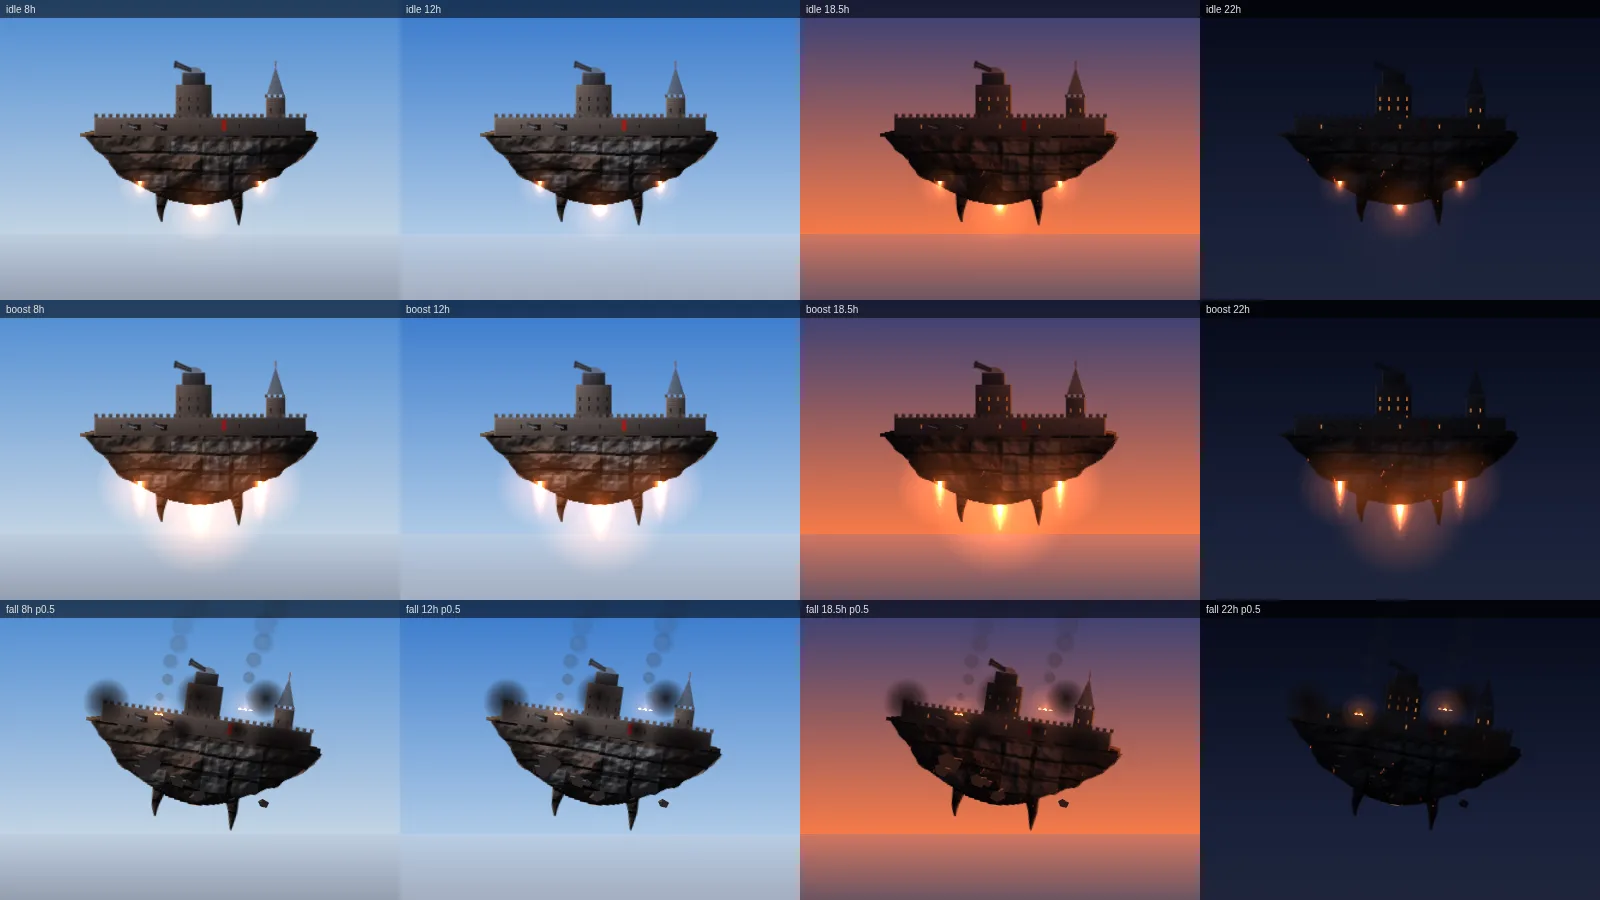 idle 8h
idle 12h
idle 18.5h
idle 22h
boost 8h
boost 12h
boost 18.5h
boost 22h
fall 8h p0.5
fall 12h p0.5
fall 18.5h p0.5
fall 22h p0.5